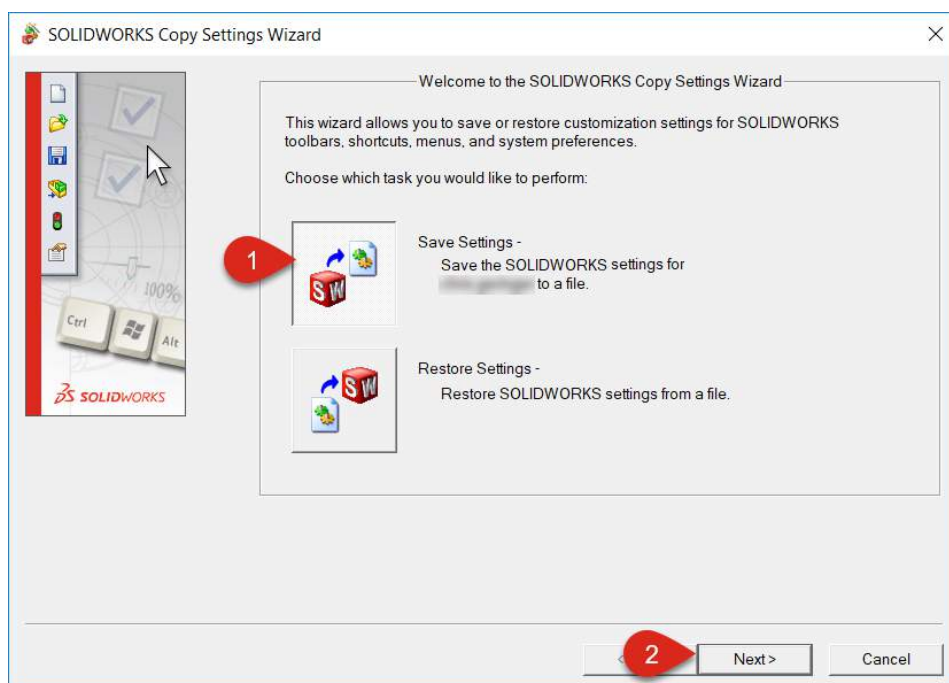 SOLIDWORKS Copy Settings Wizard
Welcome to the SOLIDWORKS Copy Settings Wizard
This wizard allows you to save or restore customization settings for SOLIDWORKS
toolbars, shortcuts, menus, and system preferences.
Choose which task you would like to perform:
1
SW
Save Settings -
Save the SOLIDWORKS settings for
to a file.
SW
Restore Settings -
Restore SOLIDWORKS settings from a file.
100%
Ctrl
Alt
SOLIDWORKS
<
2
Next >
Cancel